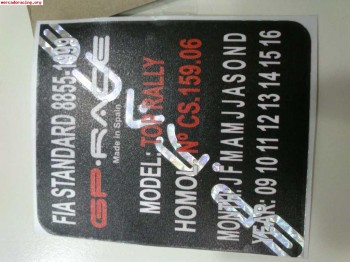 mercadoracing.org
FIA STANDARD 8855-1999
GP·RACE
Made in Spain
MODEL: TOP RALLY
HOMOL. Nº CS.159.06
MONTH: J F M A M J J A S O N D
YEAR: 09 10 11 12 13 14 15 16